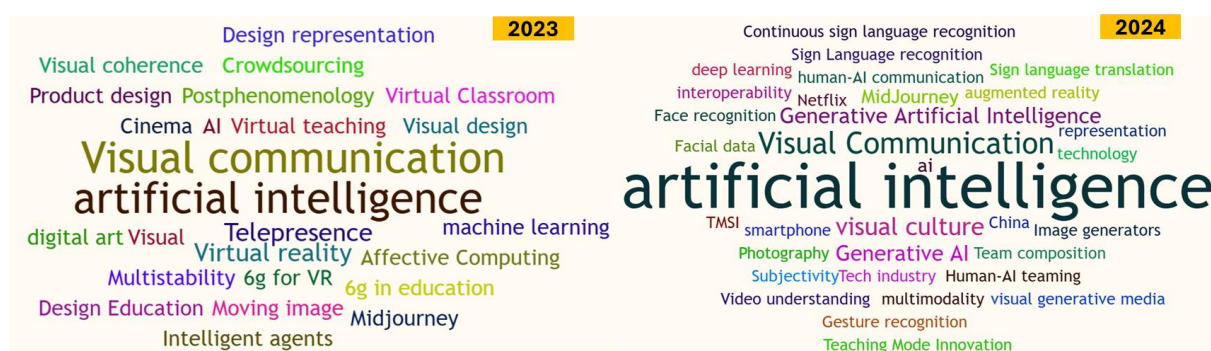 2023
Design representation
Visual coherence Crowdsourcing
Product design Postphenomenology Virtual Classroom
Cinema AI Virtual teaching Visual design
Visual communication
artificial intelligence
digital art Visual Telepresence machine learning
Virtual reality Affective Computing
Multistability 6g for VR 6g in education
Design Education Moving image Midjourney
Intelligent agents
2024
Continuous sign language recognition
Sign Language recognition
deep learning human-AI communication Sign language translation
interoperability Netflix MidJourney augmented reality
Face recognition Generative Artificial Intelligence
Facial data Visual Communication representation
technology
ai
artificial intelligence
TMSI smartphone visual culture China Image generators
Photography Generative AI Team composition
Subjectivity Tech industry Human-AI teaming
Video understanding multimodality visual generative media
Gesture recognition
Teaching Mode Innovation